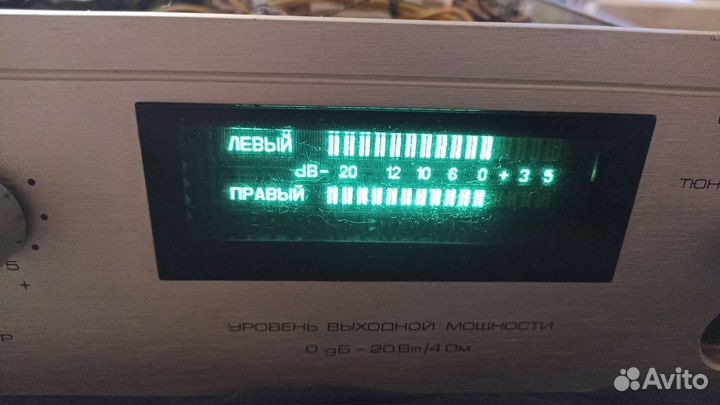 ЛЕВЫЙ
dB- 20 12 10 6 0 + 3 5
ПРАВЫЙ
ТЮН
5
+
Р
УРОВЕНЬ ВЫХОДНОЙ МОЩНОСТИ
0 дБ - 20 Вт/4 Ом
Avito